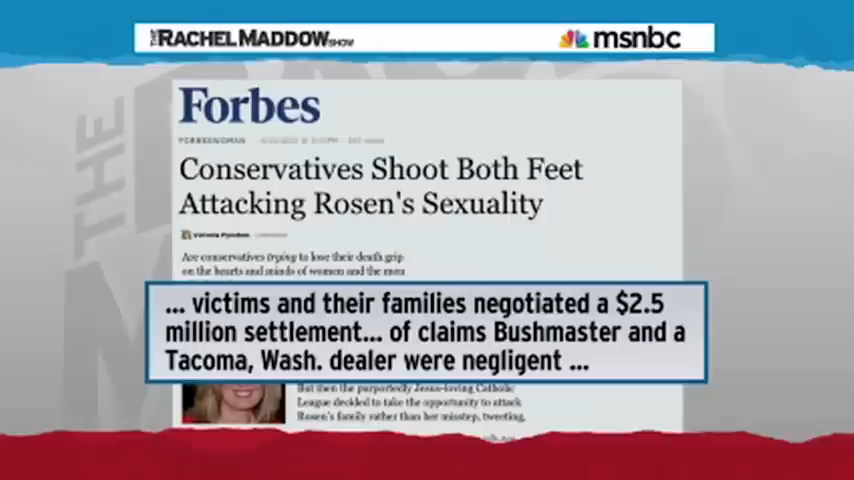 THE RACHEL MADDOW SHOW
msnbc
THE
Forbes
FORBESWOMAN
Conservatives Shoot Both Feet
Attacking Rosen's Sexuality
Are conservatives trying to lose their death grip
on the hearts and minds of women and the men
... victims and their families negotiated a $2.5
million settlement... of claims Bushmaster and a
Tacoma, Wash. dealer were negligent ...
But then the purportedly Jesus-loving Catholic
League decided to take the opportunity to attack
Rosen's family rather than her misstep, tweeting,